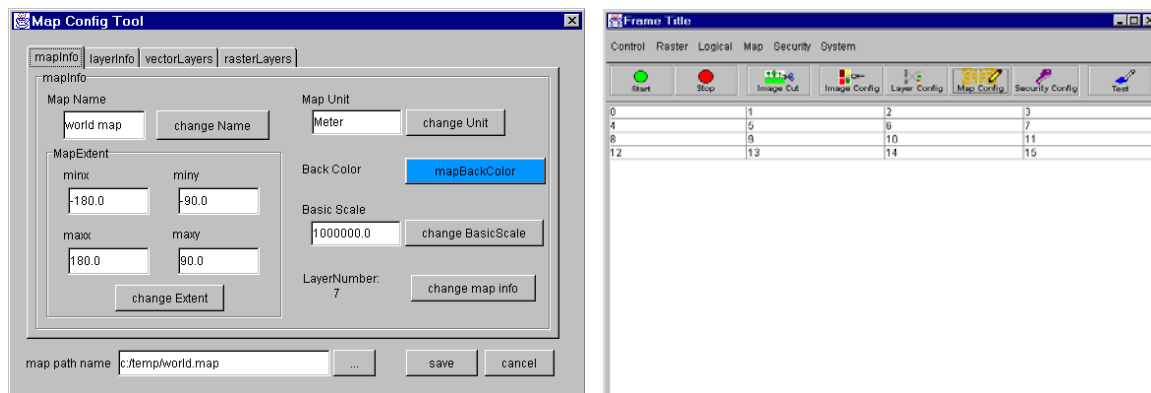 Map Config Tool
mapInfo layerInfo vectorLayers rasterLayers
mapInfo
Map Name
world map
change Name
Map Unit
Meter
change Unit
MapExtent
minx
miny
-180.0
-90.0
maxx
maxy
180.0
90.0
change Extent
Back Color
mapBackColor
Basic Scale
1000000.0
change BasicScale
LayerNumber:
7
change map info
map path name
c:/temp/world.map
...
save
cancel
Frame Title
Control Raster Logical Map Security System
Start Stop Image Cut Image Config Layer Config Map Config Security Config Test
0 1 2 3
4 5 6 7
8 9 10 11
12 13 14 15